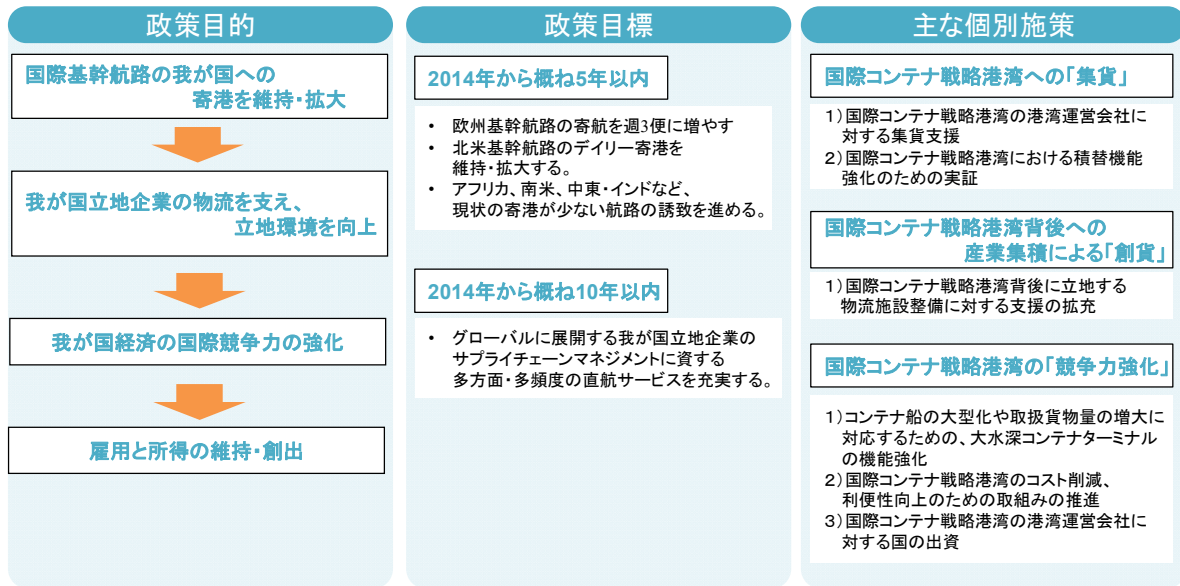 政策目的
国際基幹航路の我が国への
寄港を維持・拡大
我が国立地企業の物流を支え、
立地環境を向上
我が国経済の国際競争力の強化
雇用と所得の維持・創出
政策目標
2014年から概ね5年以内
• 欧州基幹航路の寄航を週3便に増やす
• 北米基幹航路のデイリー寄港を
維持・拡大する。
• アフリカ、南米、中東・インドなど、
現状の寄港が少ない航路の誘致を進める。
2014年から概ね10年以内
• グローバルに展開する我が国立地企業の
サプライチェーンマネジメントに資する
多方面・多頻度の直航サービスを充実する。
主な個別施策
国際コンテナ戦略港湾への「集貨」
１）国際コンテナ戦略港湾の港湾運営会社に
対する集貨支援
２）国際コンテナ戦略港湾における積替機能
強化のための実証
国際コンテナ戦略港湾背後への
産業集積による「創貨」
１）国際コンテナ戦略港湾背後に立地する
物流施設整備に対する支援の拡充
国際コンテナ戦略港湾の「競争力強化」
１）コンテナ船の大型化や取扱貨物量の増大に
対応するための、大水深コンテナターミナル
の機能強化
２）国際コンテナ戦略港湾のコスト削減、
利便性向上のための取組みの推進
３）国際コンテナ戦略港湾の港湾運営会社に
対する国の出資